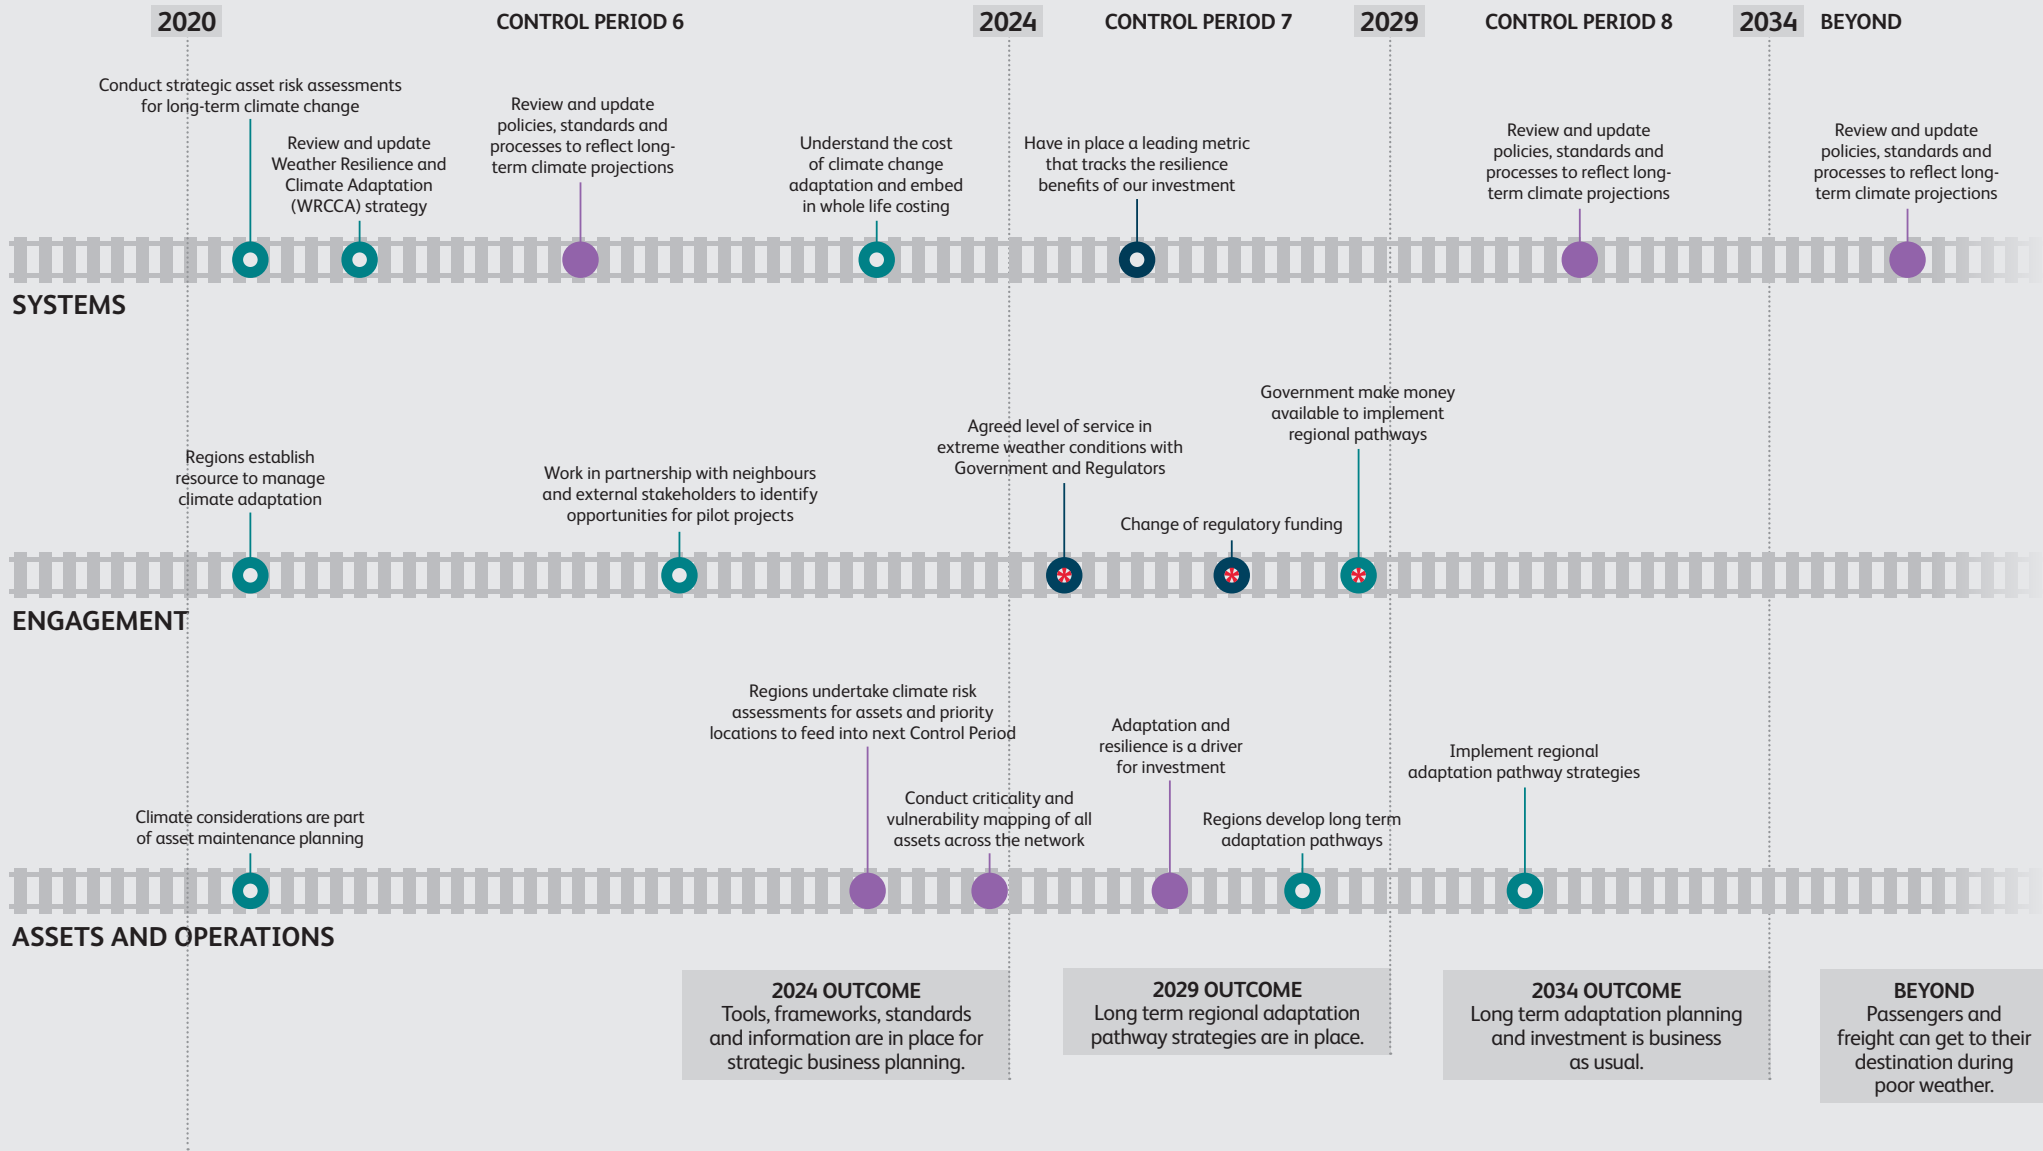 2020
CONTROL PERIOD 6
2024
CONTROL PERIOD 7
2029
CONTROL PERIOD 8
2034
BEYOND
Conduct strategic asset risk assessments
for long-term climate change
Review and update
Weather Resilience and
Climate Adaptation
(WRCCA) strategy
Review and update
policies, standards and
processes to reflect long-
term climate projections
Understand the cost
of climate change
adaptation and embed
in whole life costing
Have in place a leading metric
that tracks the resilience
benefits of our investment
Review and update
policies, standards and
processes to reflect long-
term climate projections
Review and update
policies, standards and
processes to reflect long-
term climate projections
SYSTEMS
Regions establish
resource to manage
climate adaptation
Work in partnership with neighbours
and external stakeholders to identify
opportunities for pilot projects
Agreed level of service in
extreme weather conditions with
Government and Regulators
Change of regulatory funding
Government make money
available to implement
regional pathways
ENGAGEMENT
Climate considerations are part
of asset maintenance planning
Regions undertake climate risk
assessments for assets and priority
locations to feed into next Control Period
Conduct criticality and
vulnerability mapping of all
assets across the network
Adaptation and
resilience is a driver
for investment
Regions develop long term
adaptation pathways
Implement regional
adaptation pathway strategies
ASSETS AND OPERATIONS
2024 OUTCOME
Tools, frameworks, standards
and information are in place for
strategic business planning.
2029 OUTCOME
Long term regional adaptation
pathway strategies are in place.
2034 OUTCOME
Long term adaptation planning
and investment is business
as usual.
BEYOND
Passengers and
freight can get to their
destination during
poor weather.